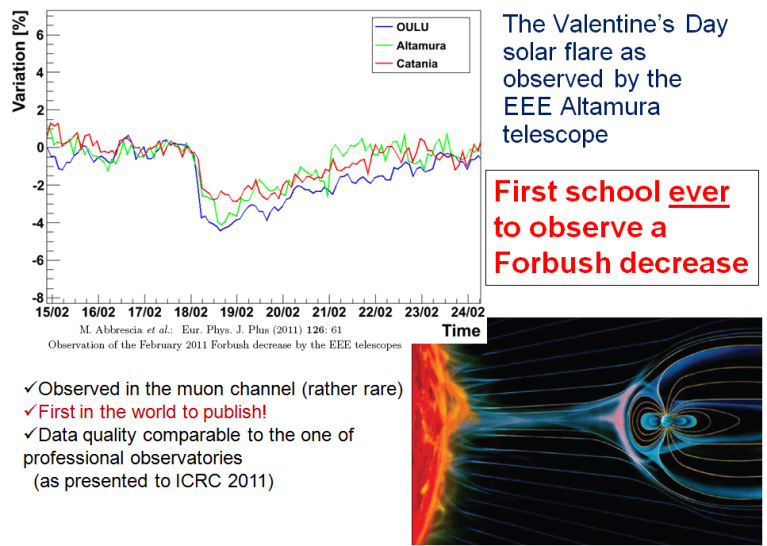 Variation [%]
6
4
2
0
-2
-4
-6
-8
OULU
Altamura
Catania
15/02 16/02 17/02 18/02 19/02 20/02 21/02 22/02 23/02 24/02
Time
M. Abbrescia et al.: Eur. Phys. J. Plus (2011) 126: 61
Observation of the February 2011 Forbush decrease by the EEE telescopes
The Valentine’s Day
solar flare as
observed by the
EEE Altamura
telescope
First school ever
to observe a
Forbush decrease
✓Observed in the muon channel (rather rare)
✓First in the world to publish!
✓Data quality comparable to the one of
professional observatories
(as presented to ICRC 2011)